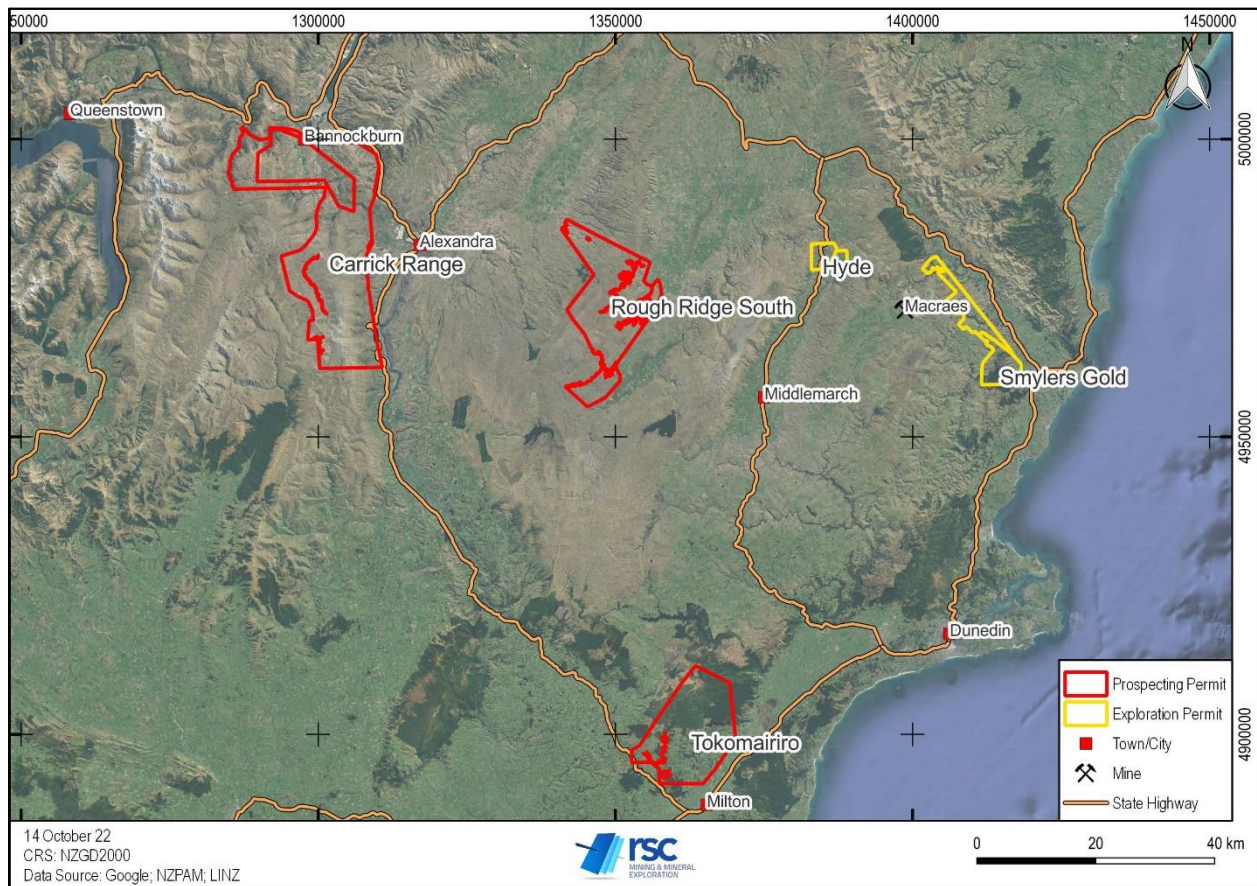 50000
1300000
1350000
1400000
1450000
N
Queenstown
Bannockburn
5000000
Alexandra
Carrick Range
Hyde
Rough Ridge South
Macraes
Smylers Gold
Middlemarch
4950000
Dunedin
Prospecting Permit
Exploration Permit
Town/City
Mine
State Highway
Tokomairiro
4900000
Milton
14 October 22
CRS: NZGD2000
Data Source: Google; NZPAM; LINZ
rsc
MINING & MINERAL
EXPLORATION
0 20 40 km